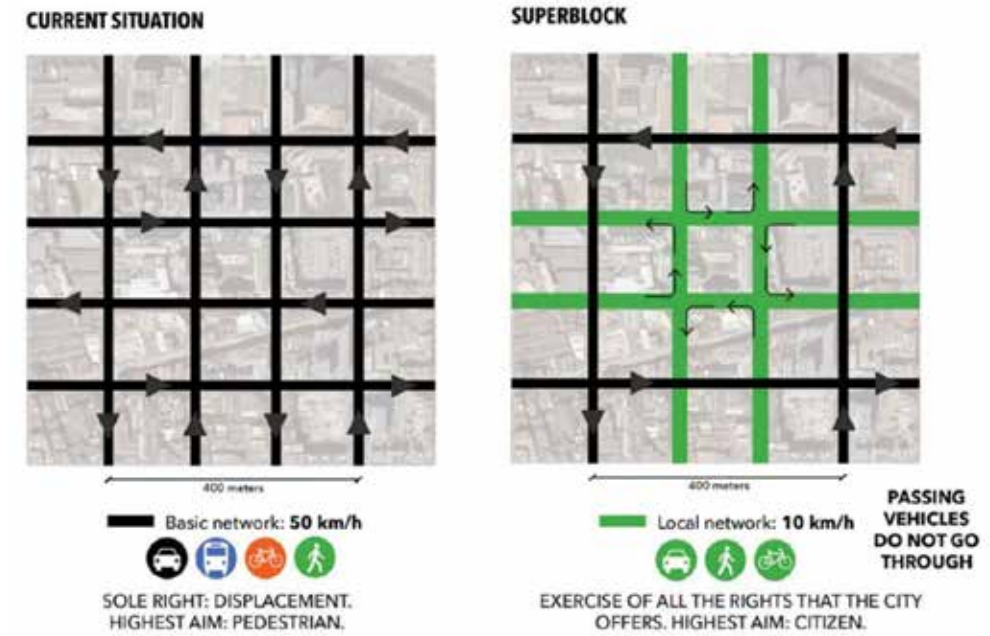 CURRENT SITUATION
400 meters
Basic network: 50 km/h
SOLE RIGHT: DISPLACEMENT.
HIGHEST AIM: PEDESTRIAN.
SUPERBLOCK
400 meters
Local network: 10 km/h
EXERCISE OF ALL THE RIGHTS THAT THE CITY
OFFERS. HIGHEST AIM: CITIZEN.
PASSING
VEHICLES
DO NOT GO
THROUGH